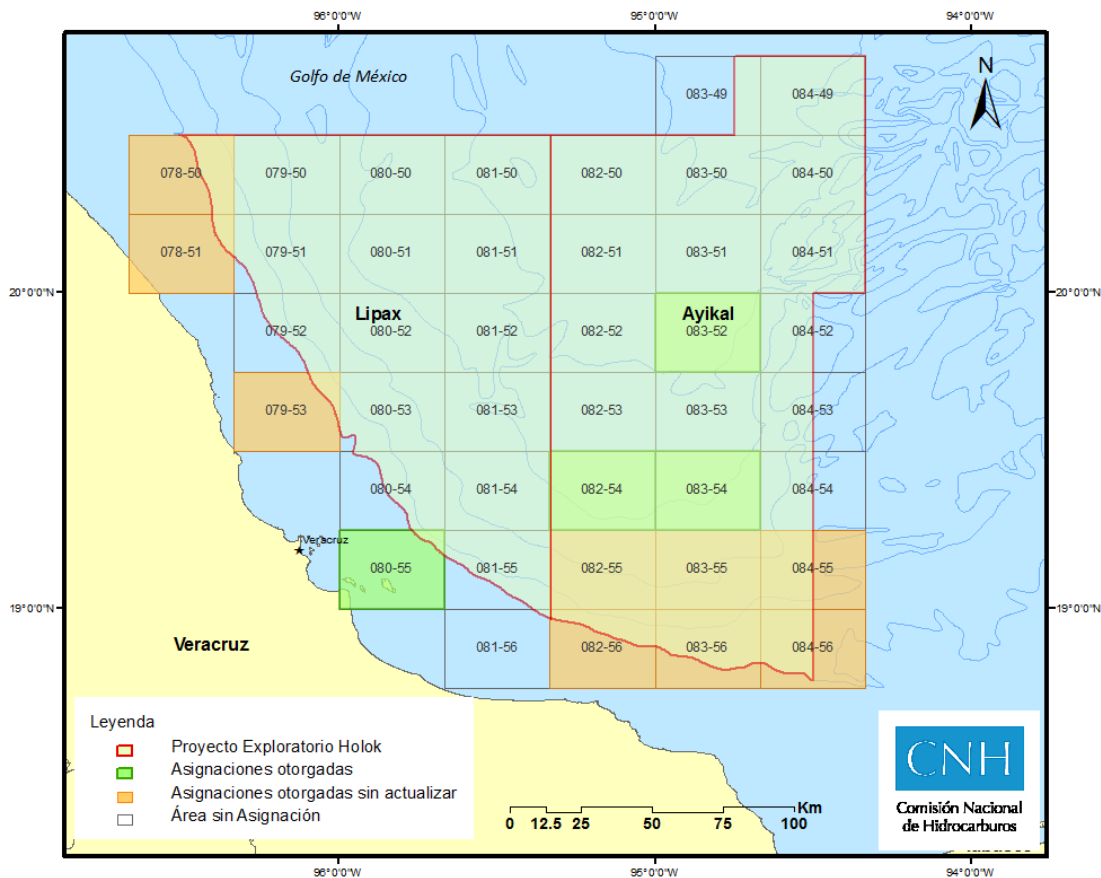 96°0'0"W
95°0'0"W
94°0'0"W
Golfo de México
N
083-49
084-49
078-50
079-50
080-50
081-50
082-50
083-50
084-50
078-51
079-51
080-51
081-51
082-51
083-51
084-51
20°0'0"N
20°0'0"N
Lipax
Ayikal
079-52
080-52
081-52
082-52
083-52
084-52
079-53
080-53
081-53
082-53
083-53
084-53
080-54
081-54
082-54
083-54
084-54
Veracruz
080-55
081-55
082-55
083-55
084-55
19°0'0"N
19°0'0"N
Veracruz
081-56
082-56
083-56
084-56
Leyenda
Proyecto Exploratorio Holok
Asignaciones otorgadas
Asignaciones otorgadas sin actualizar
Área sin Asignación
Km
0 12.5 25 50 75 100
CNH
Comisión Nacional
de Hidrocarburos
96°0'0"W
95°0'0"W
94°0'0"W